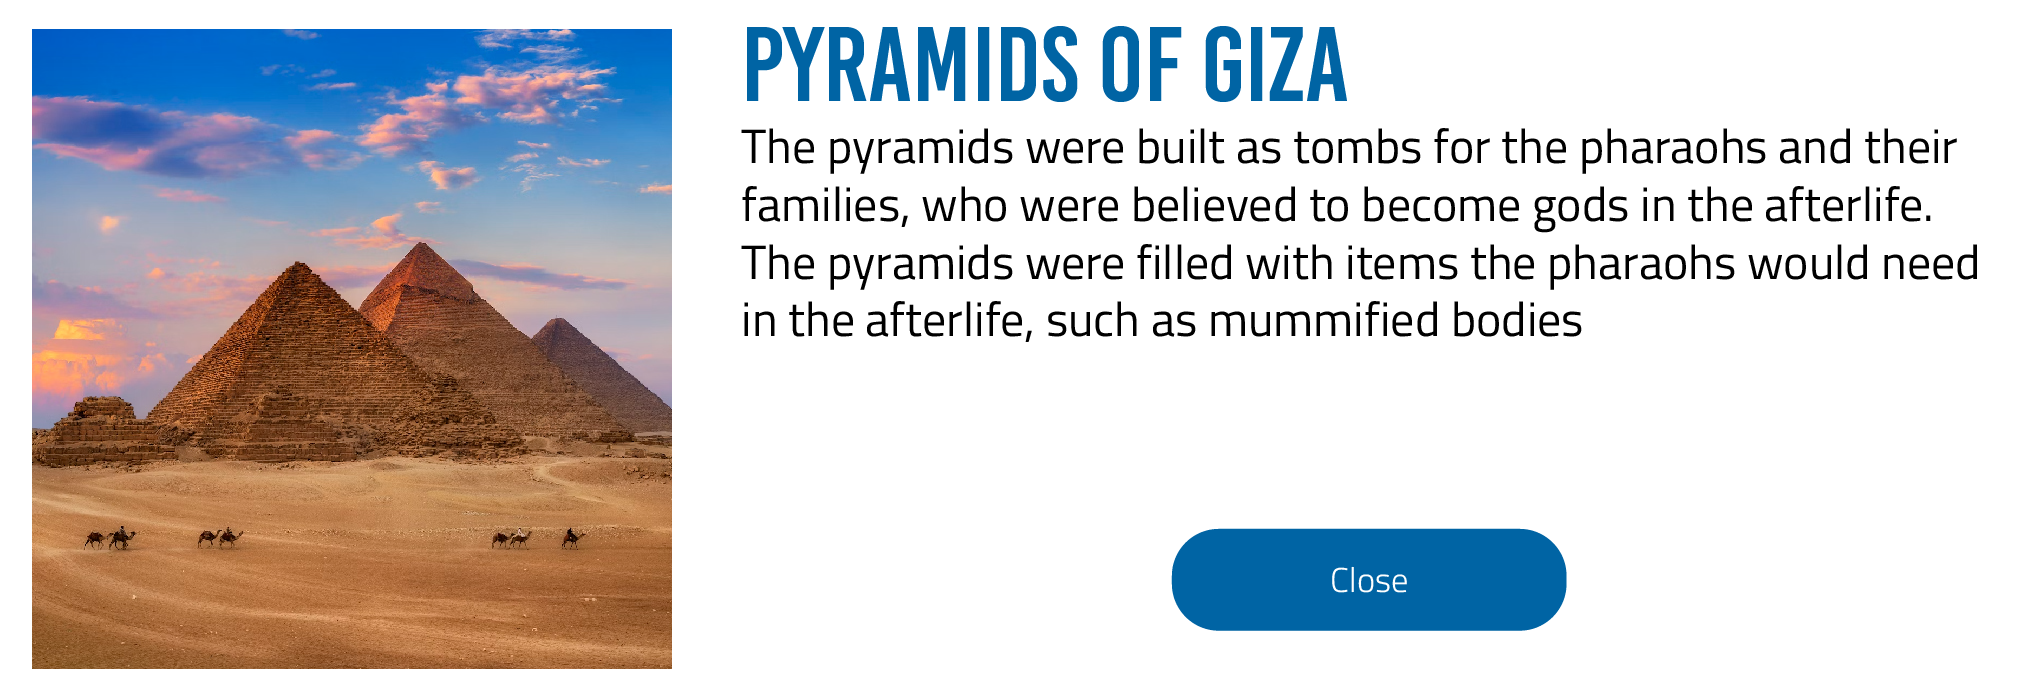 PYRAMIDS OF GIZA
The pyramids were built as tombs for the pharaohs and their
families, who were believed to become gods in the afterlife.
The pyramids were filled with items the pharaohs would need
in the afterlife, such as mummified bodies
Close